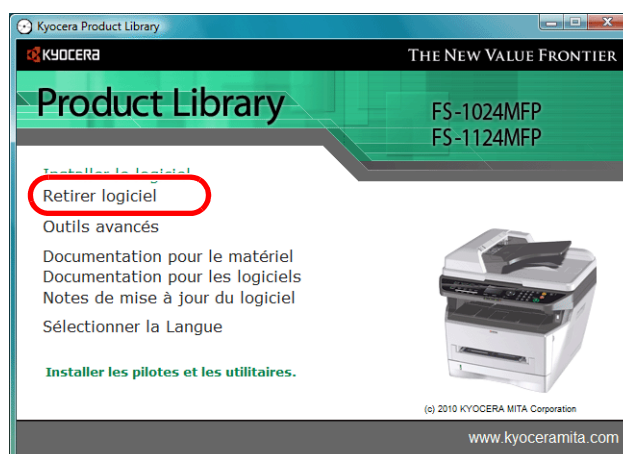 Kyocera Product Library
KYOCERA
THE NEW VALUE FRONTIER
Product Library
FS-1024MFP
FS-1124MFP
Installer le logiciel
Retirer logiciel
Outils avancés
Documentation pour le matériel
Documentation pour les logiciels
Notes de mise à jour du logiciel
Sélectionner la Langue
Installer les pilotes et les utilitaires.
(c) 2010 KYOCERA MITA Corporation
www.kyoceramita.com